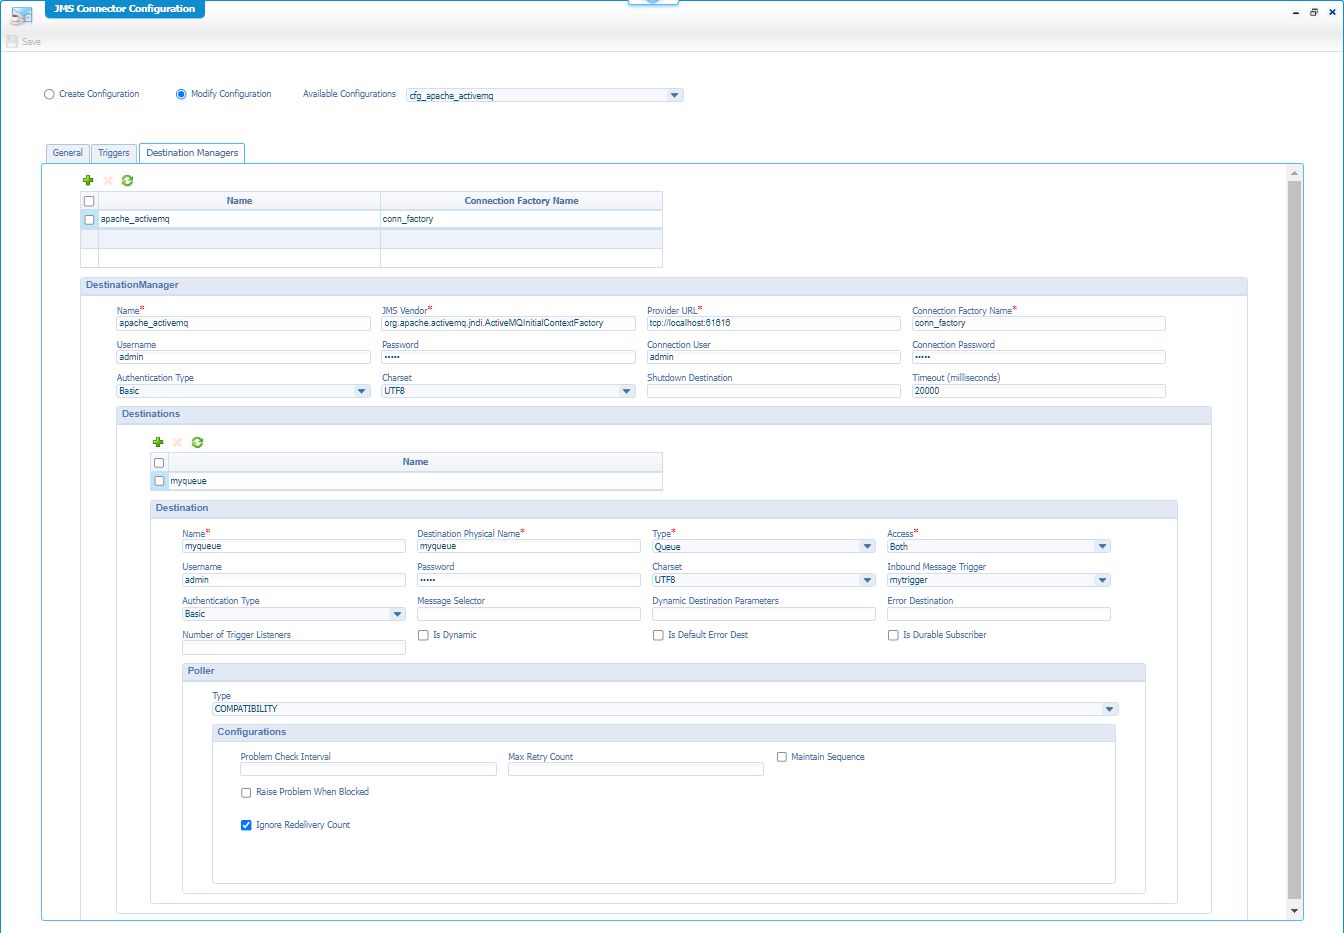 JMS Connector Configuration
Save
Create Configuration Modify Configuration Available Configurations cfg_apache_activemq
General Triggers Destination Managers
Name Connection Factory Name
apache_activemq conn_factory
DestinationManager
Name* JMS Vendor* Provider URL* Connection Factory Name*
apache_activemq org.apache.activemq.jndi.ActiveMQInitialContextFactory tcp://localhost:61616 conn_factory
Username Password Connection User Connection Password
admin ••••• admin •••••
Authentication Type Charset Shutdown Destination Timeout (milliseconds)
Basic UTF8 20000
Destinations
Name
myqueue
Destination
Name* Destination Physical Name* Type* Access*
myqueue myqueue Queue Both
Username Password Charset Inbound Message Trigger
admin ••••• UTF8 mytrigger
Authentication Type Message Selector Dynamic Destination Parameters Error Destination
Basic
Number of Trigger Listeners Is Dynamic Is Default Error Dest Is Durable Subscriber
Poller
Type
COMPATIBILITY
Configurations
Problem Check Interval Max Retry Count Maintain Sequence
Raise Problem When Blocked
Ignore Redelivery Count